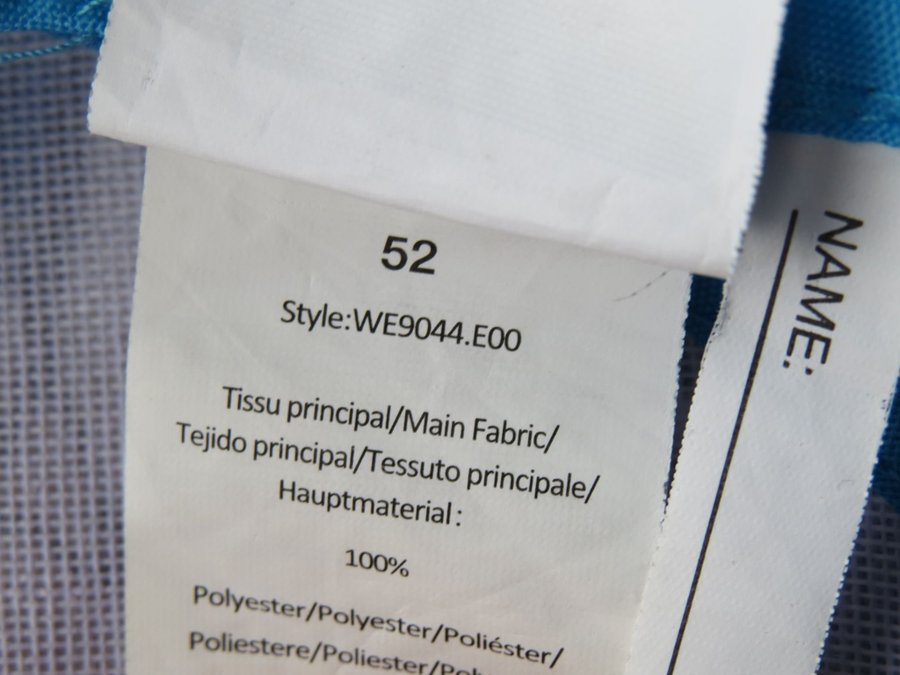 52
Style:WE9044.E00
Tissu principal/Main Fabric/
Tejido principal/Tessuto principale/
Hauptmaterial:
100%
Polyester/Polyester/Poliéster/
Poliestere/Poliester/
NAME: